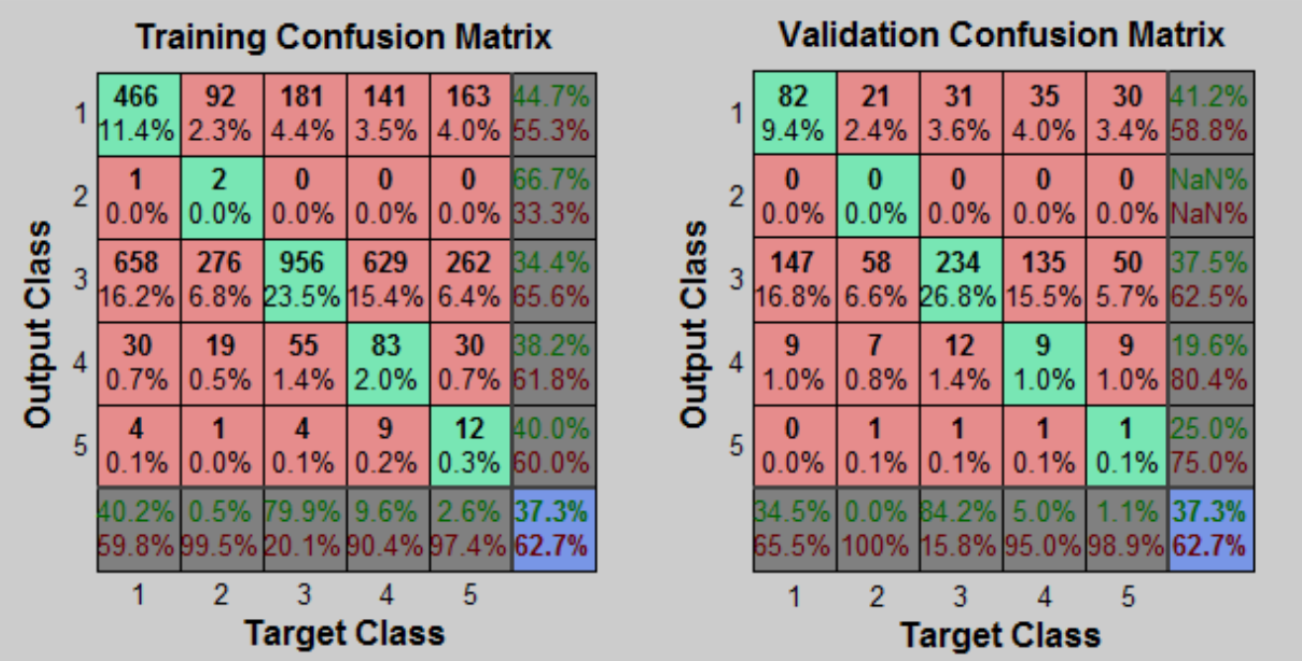 Training Confusion Matrix
Output Class
1
466 92 181 141 163 44.7%
11.4% 2.3% 4.4% 3.5% 4.0% 55.3%
2
1 2 0 0 0 66.7%
0.0% 0.0% 0.0% 0.0% 0.0% 33.3%
3
658 276 956 629 262 34.4%
16.2% 6.8% 23.5% 15.4% 6.4% 65.6%
4
30 19 55 83 30 38.2%
0.7% 0.5% 1.4% 2.0% 0.7% 61.8%
5
4 1 4 9 12 40.0%
0.1% 0.0% 0.1% 0.2% 0.3% 60.0%
40.2% 0.5% 79.9% 9.6% 2.6% 37.3%
59.8% 99.5% 20.1% 90.4% 97.4% 62.7%
1 2 3 4 5
Target Class
Validation Confusion Matrix
Output Class
1
82 21 31 35 30 41.2%
9.4% 2.4% 3.6% 4.0% 3.4% 58.8%
2
0 0 0 0 0 NaN%
0.0% 0.0% 0.0% 0.0% 0.0% NaN%
3
147 58 234 135 50 37.5%
16.8% 6.6% 26.8% 15.5% 5.7% 62.5%
4
9 7 12 9 9 19.6%
1.0% 0.8% 1.4% 1.0% 1.0% 80.4%
5
0 1 1 1 1 25.0%
0.0% 0.1% 0.1% 0.1% 0.1% 75.0%
34.5% 0.0% 84.2% 5.0% 1.1% 37.3%
65.5% 100% 15.8% 95.0% 98.9% 62.7%
1 2 3 4 5
Target Class